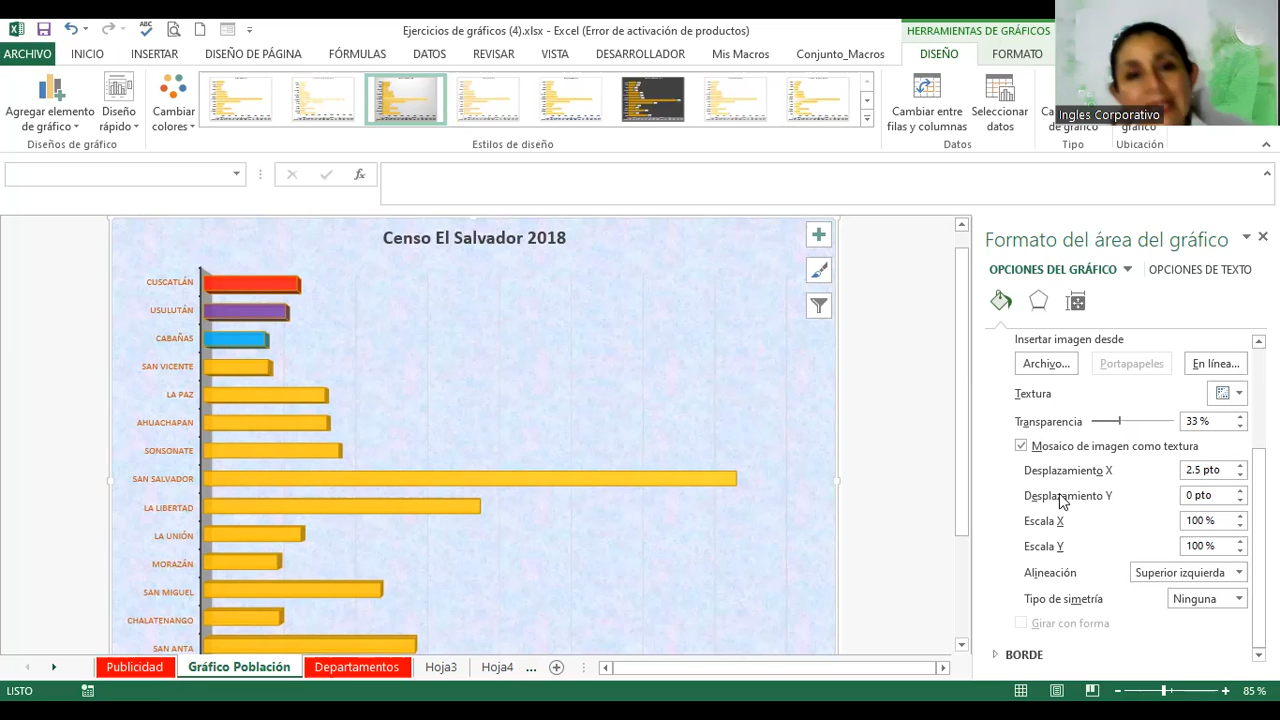 Ejercicios de gráficos (4).xlsx - Excel (Error de activación de productos)
HERRAMIENTAS DE GRÁFICOS
ARCHIVO INICIO INSERTAR DISEÑO DE PÁGINA FÓRMULAS DATOS REVISAR VISTA DESARROLLADOR Mis Macros Conjunto_Macros DISEÑO FORMATO
Agregar elemento de gráfico
Diseño rápido
Cambiar colores
Cambiar entre filas y columnas
Seleccionar datos
de gráfico
gráfico
Ingles Corporativo
Diseños de gráfico Estilos de diseño Datos Tipo Ubicación
fx
Censo El Salvador 2018
CUSCATLÁN
USULUTÁN
CABAÑAS
SAN VICENTE
LA PAZ
AHUACHAPAN
SONSONATE
SAN SALVADOR
LA LIBERTAD
LA UNIÓN
MORAZÁN
SAN MIGUEL
CHALATENANGO
SAN ANTA
Formato del área del gráfico
OPCIONES DEL GRÁFICO OPCIONES DE TEXTO
Insertar imagen desde
Archivo... Portapapeles En línea...
Textura
Transparencia 33 %
Mosaico de imagen como textura
Desplazamiento X 2.5 pto
Desplazamiento Y 0 pto
Escala X 100 %
Escala Y 100 %
Alineación Superior izquierda
Tipo de simetría Ninguna
Girar con forma
BORDE
Publicidad Gráfico Población Departamentos Hoja3 Hoja4 ...
LISTO 85 %